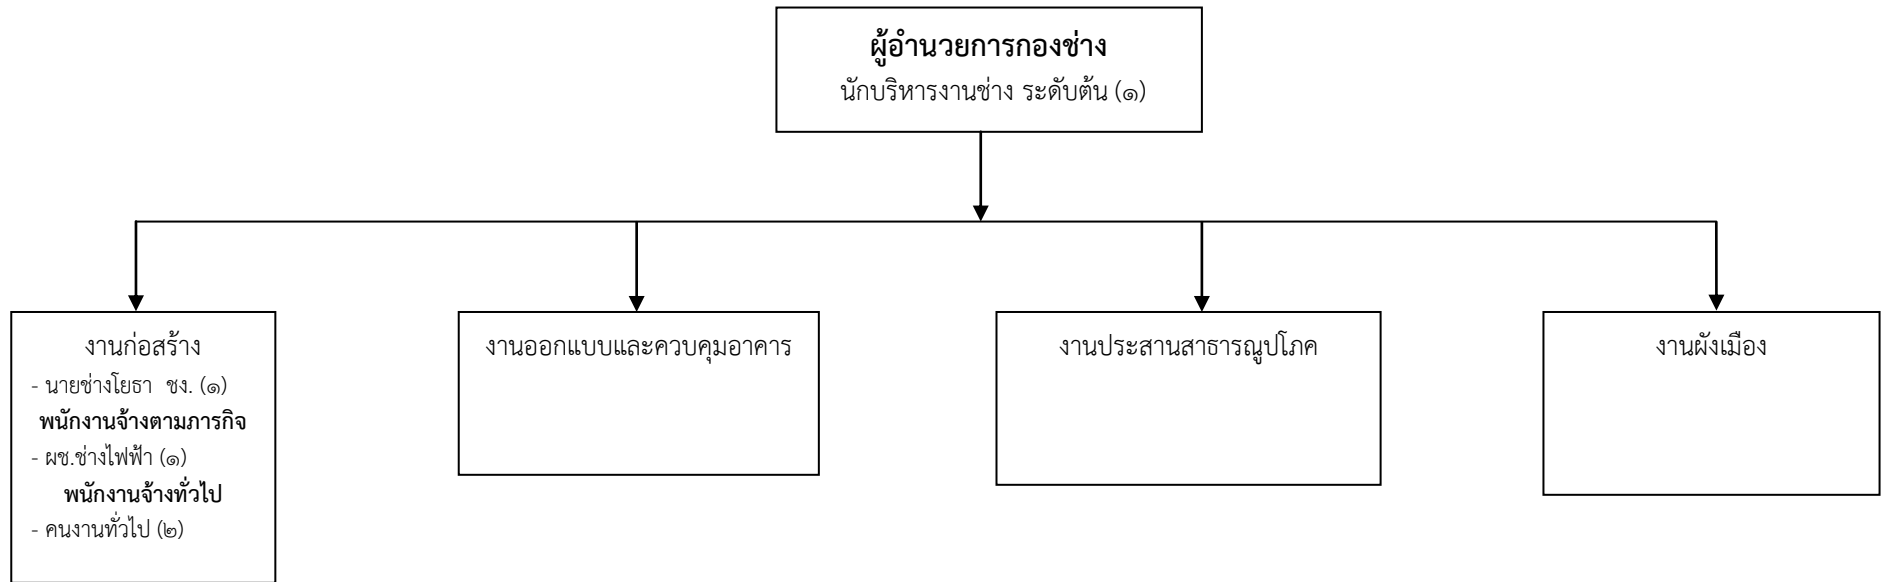 ผู้อำนวยการกองช่าง
นักบริหารงานช่าง ระดับต้น (๑)
งานก่อสร้าง
- นายช่างโยธา ชง. (๑)
พนักงานจ้างตามภารกิจ
- ผช.ช่างไฟฟ้า (๑)
พนักงานจ้างทั่วไป
- คนงานทั่วไป (๒)
งานออกแบบและควบคุมอาคาร
งานประสานสาธารณูปโภค
งานผังเมือง